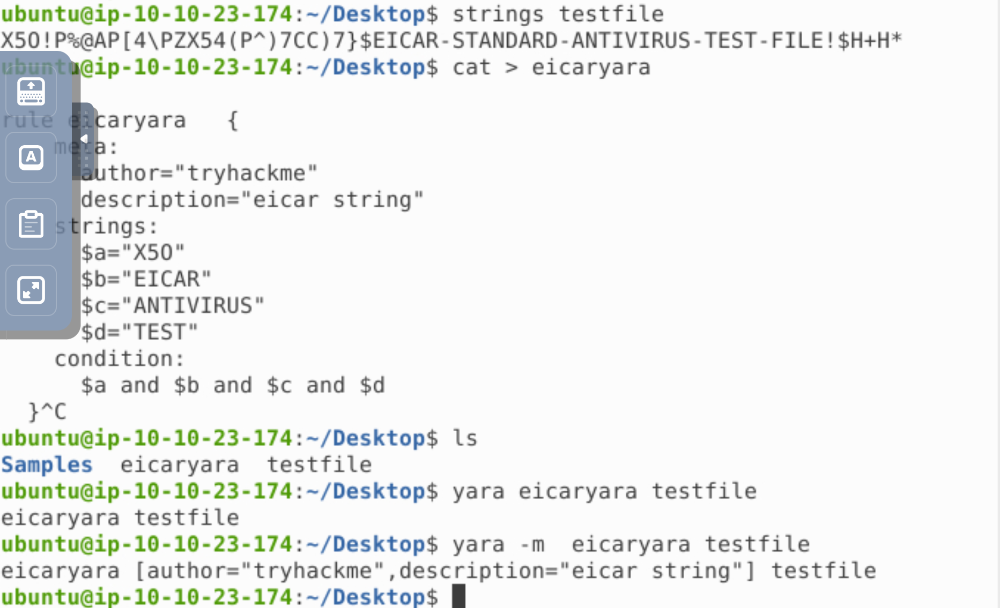 ubuntu@ip-10-10-23-174:~/Desktop$ strings testfile
X5O!P%@AP[4\PZX54(P^)7CC)7}$EICAR-STANDARD-ANTIVIRUS-TEST-FILE!$H+H*
ubuntu@ip-10-10-23-174:~/Desktop$ cat > eicaryara
rule eicaryara   {
    meta:
      author="tryhackme"
      description="eicar string"
    strings:
      $a="X5O"
      $b="EICAR"
      $c="ANTIVIRUS"
      $d="TEST"
    condition:
      $a and $b and $c and $d
  }^C
ubuntu@ip-10-10-23-174:~/Desktop$ ls
Samples  eicaryara  testfile
ubuntu@ip-10-10-23-174:~/Desktop$ yara eicaryara testfile
eicaryara testfile
ubuntu@ip-10-10-23-174:~/Desktop$ yara -m  eicaryara testfile
eicaryara [author="tryhackme",description="eicar string"] testfile
ubuntu@ip-10-10-23-174:~/Desktop$
A